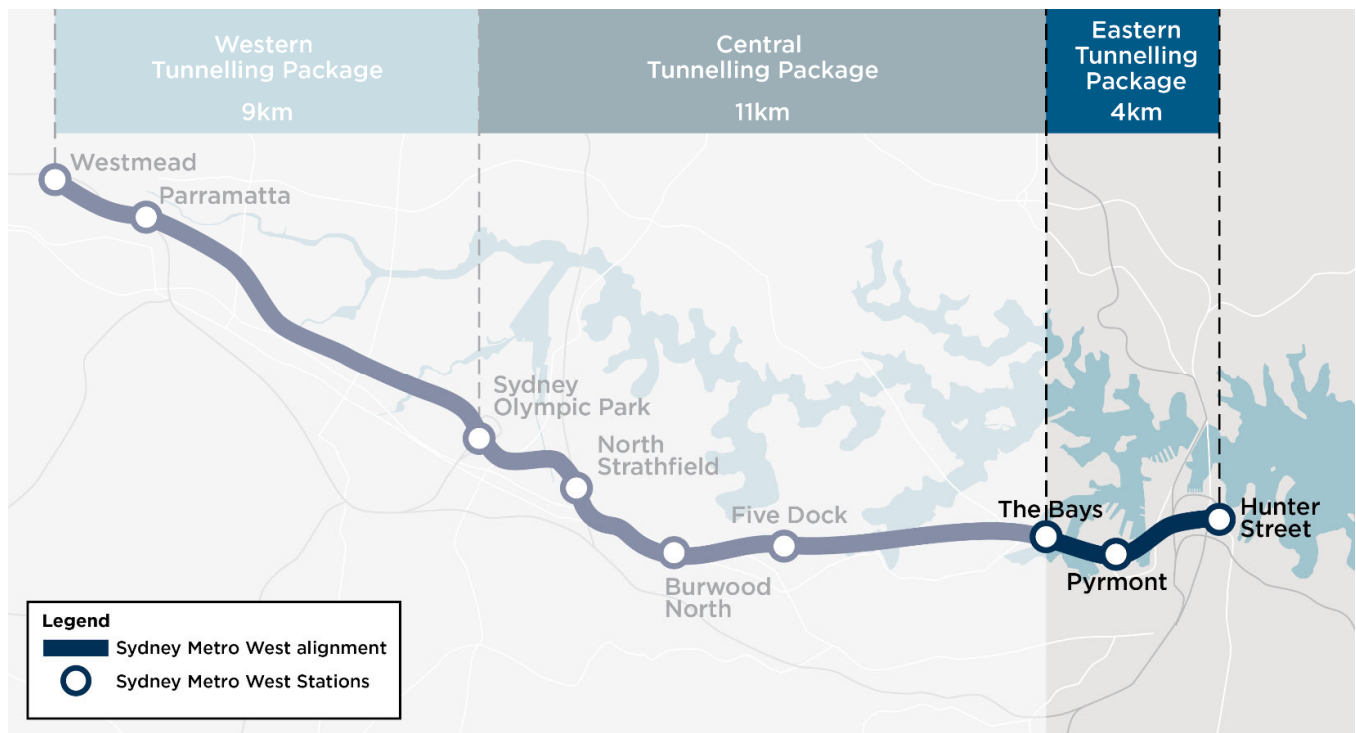 Western
Tunnelling Package
9km
Central
Tunnelling Package
11km
Eastern
Tunnelling
Package
4km
Westmead
Parramatta
Sydney
Olympic Park
North
Strathfield
Burwood
North
Five Dock
The Bays
Pyrmont
Hunter
Street
Legend
Sydney Metro West alignment
Sydney Metro West Stations